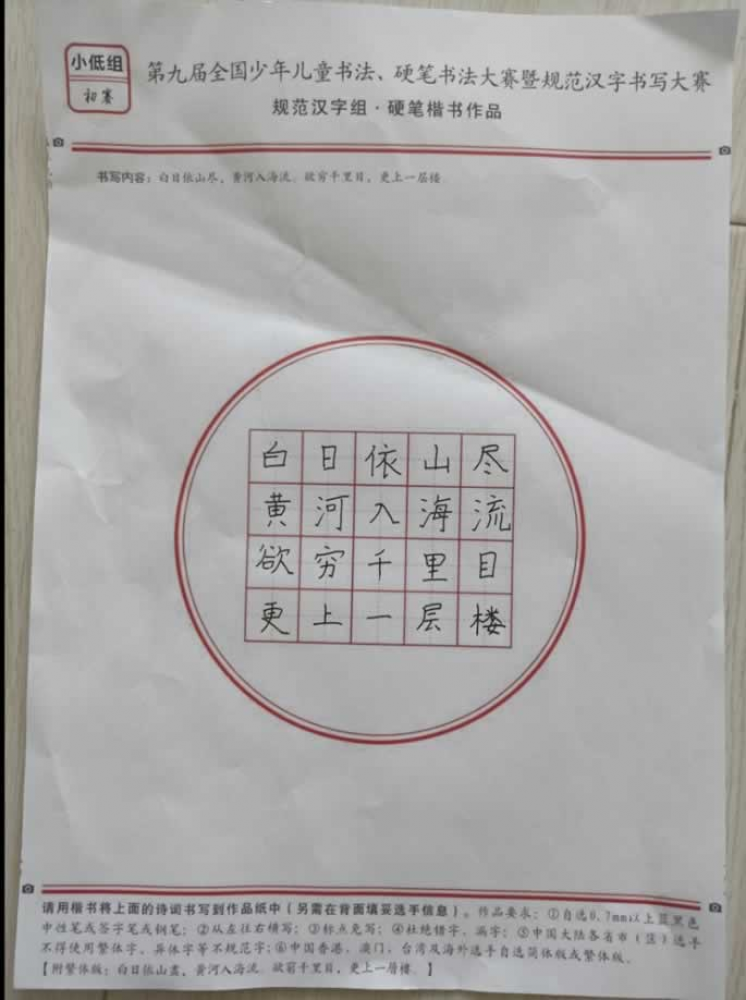 小低组
初赛
第九届全国少年儿童书法、硬笔书法大赛暨规范汉字书写大赛
规范汉字组·硬笔楷书作品
书写内容：白日依山尽，黄河入海流。欲穷千里目，更上一层楼。
白日依山尽
黄河入海流
欲穷千里目
更上一层楼
请用楷书将上面的诗词书写到作品纸中（另需在背面填妥选手信息）。作品要求：①自选0.7mm以上蓝黑色
中性笔或签字笔或钢笔；②从左往右横写；③标点免写；④杜绝错字、漏字；⑤中国大陆各省市（区）选手
不得使用繁体字、异体字等不规范字；⑥中国香港、澳门、台湾及海外选手自选简体版或繁体版。
【附繁体版：白日依山盡，黄河入海流。欲窮千里目，更上一層樓。】